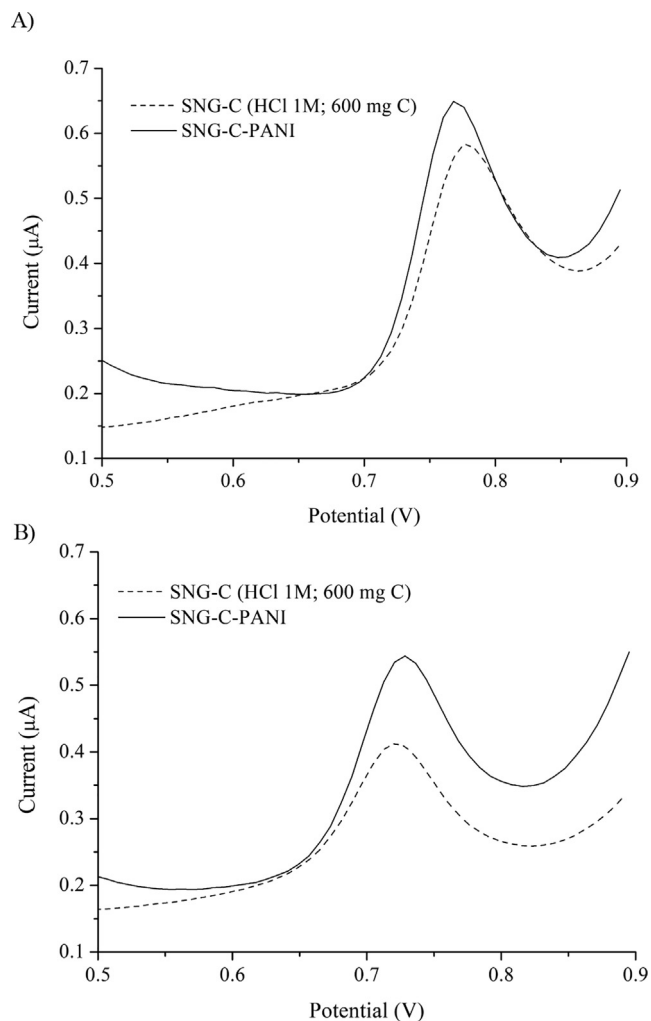 A)
0.7
0.6
0.5
0.4
0.3
0.2
0.1
Current (μA)
SNG-C (HCl 1M; 600 mg C)
SNG-C-PANI
0.5 0.6 0.7 0.8 0.9
Potential (V)
B)
0.7
0.6
0.5
0.4
0.3
0.2
0.1
Current (μA)
SNG-C (HCl 1M; 600 mg C)
SNG-C-PANI
0.5 0.6 0.7 0.8 0.9
Potential (V)